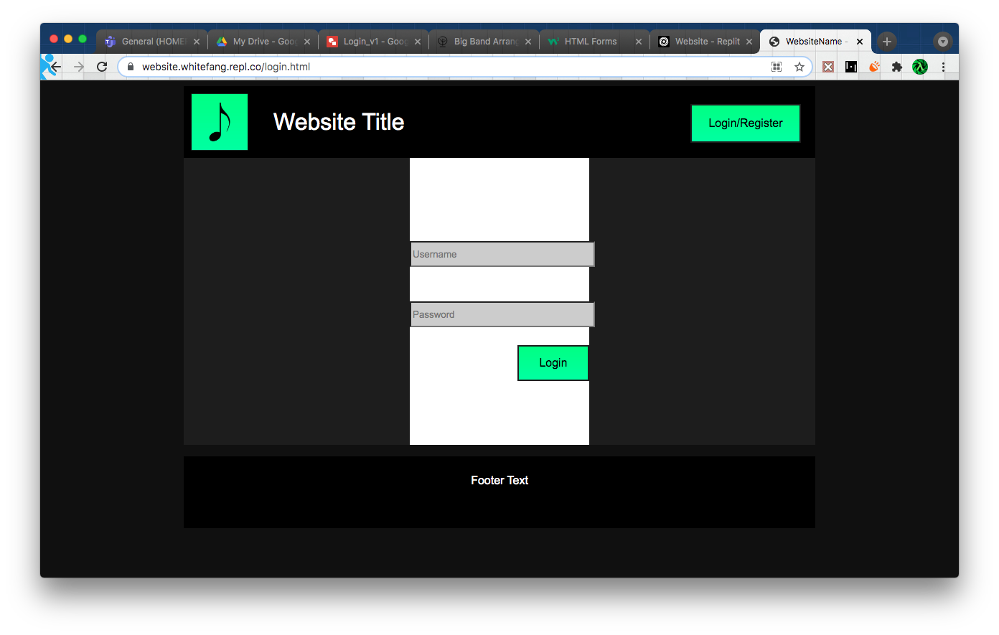 General (HOME
My Drive - Goog
Login_v1 - Goog
Big Band Arrang
HTML Forms
Website - Replit
WebsiteName -
website.whitefang.repl.co/login.html
Website Title
Login/Register
Username
Password
Login
Footer Text